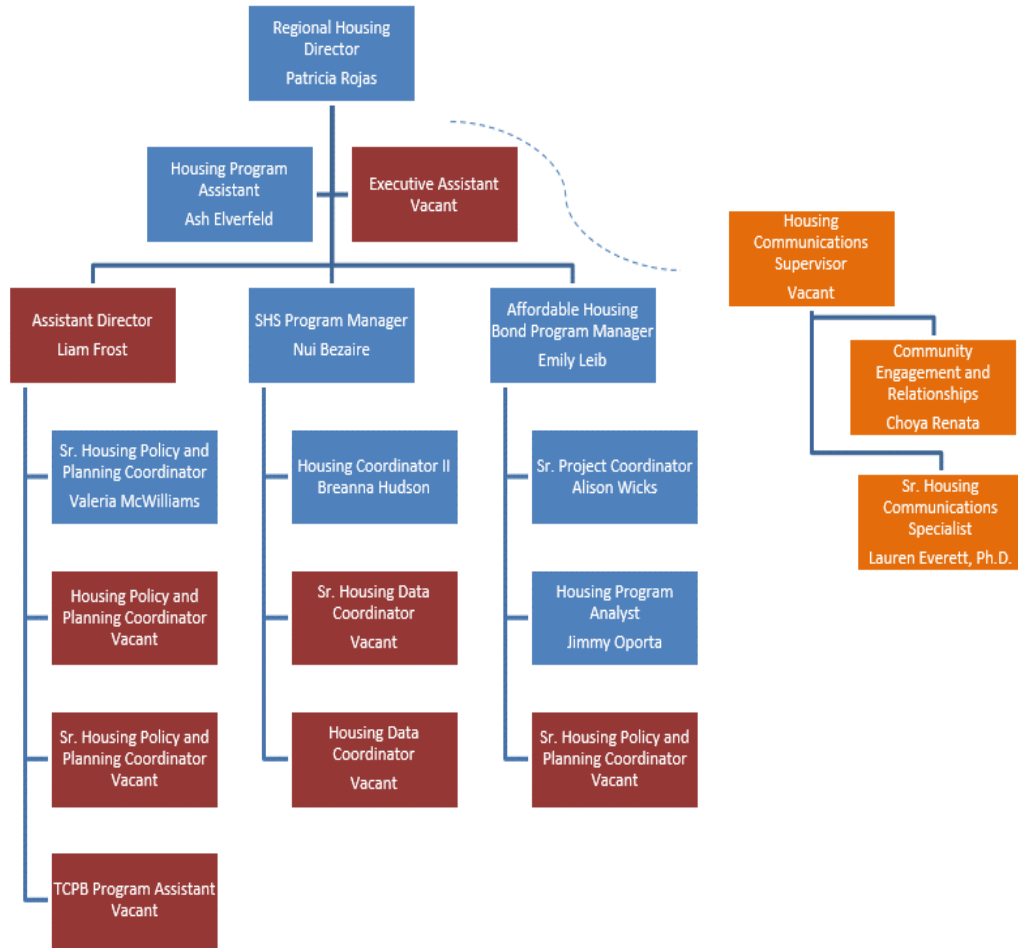 Regional Housing
Director
Patricia Rojas
Housing Program
Assistant
Ash Elverfeld
Executive Assistant
Vacant
Assistant Director
Liam Frost
Sr. Housing Policy and
Planning Coordinator
Valeria McWilliams
Housing Policy and
Planning Coordinator
Vacant
Sr. Housing Policy and
Planning Coordinator
Vacant
TCPB Program Assistant
Vacant
SHS Program Manager
Nui Bezaire
Housing Coordinator II
Breanna Hudson
Sr. Housing Data
Coordinator
Vacant
Housing Data
Coordinator
Vacant
Affordable Housing
Bond Program Manager
Emily Leib
Sr. Project Coordinator
Alison Wicks
Housing Program
Analyst
Jimmy Oporta
Sr. Housing Policy and
Planning Coordinator
Vacant
Housing
Communications
Supervisor
Vacant
Community
Engagement and
Relationships
Choya Renata
Sr. Housing
Communications
Specialist
Lauren Everett, Ph.D.